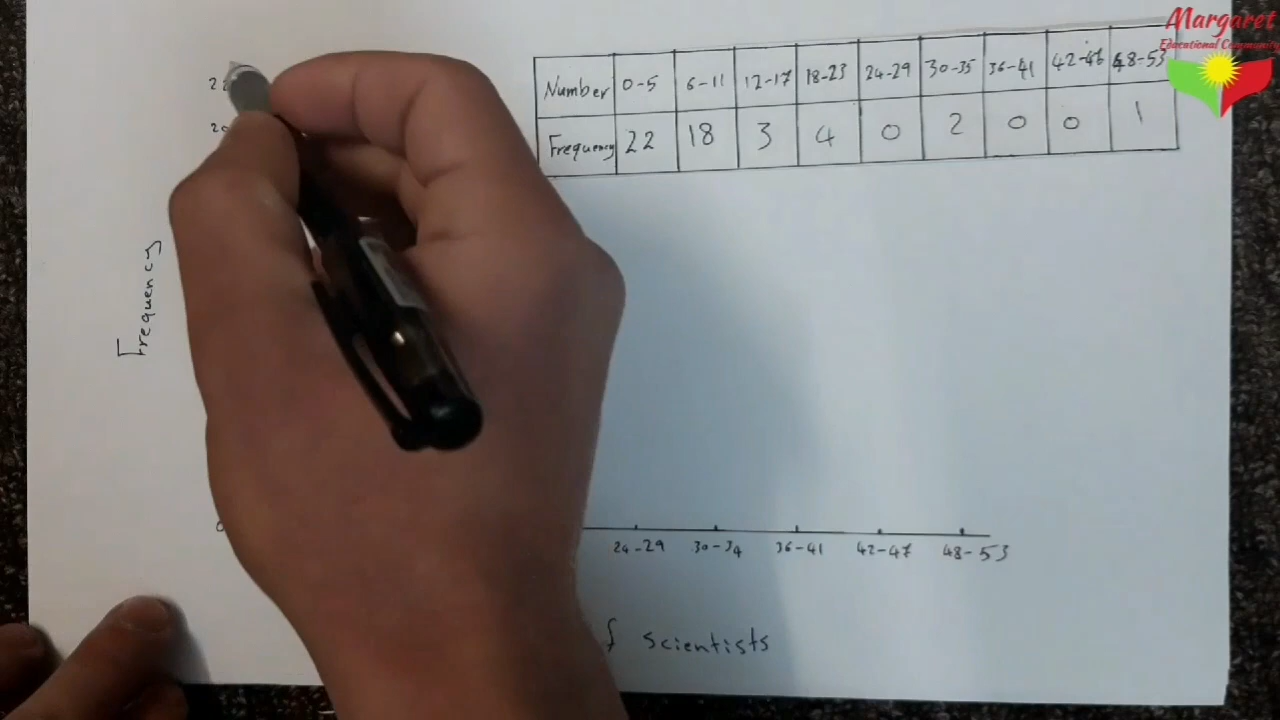 Margaret
Educational Community
Number 0-5 6-11 12-17 18-23 24-29 30-35 36-41 42-46 48-53
Frequency 22 18 3 4 0 2 0 0 1
20
Frequency
0
24-29 30-34 36-41 42-47 48-53
f scientists